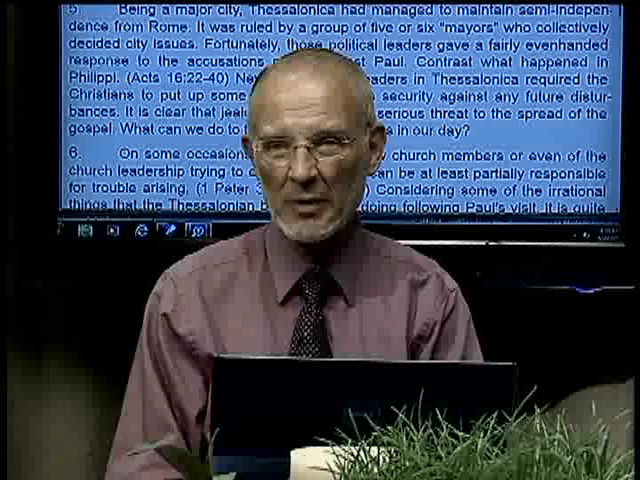 5 Being a major city, Thessalonica had managed to maintain semi-indepen-
dence from Rome. It was ruled by a group of five or six "mayors" who collectively
decided city issues. Fortunately, those political leaders gave a fairly evenhanded
response to the accusations st Paul. Contrast what happened in
Philippi. (Acts 16:22-40) Ne eaders in Thessalonica required the
Christians to put up some security against any future distur-
bances. It is clear that jeal serious threat to the spread of the
gospel. What can we do to t s in our day?
6. On some occasions church members or even of the
church leadership trying to can be at least partially responsible
for trouble arising. (1 Peter 3 ) Considering some of the irrational
things that the Thessalonian b doing following Paul's visit, it is quite